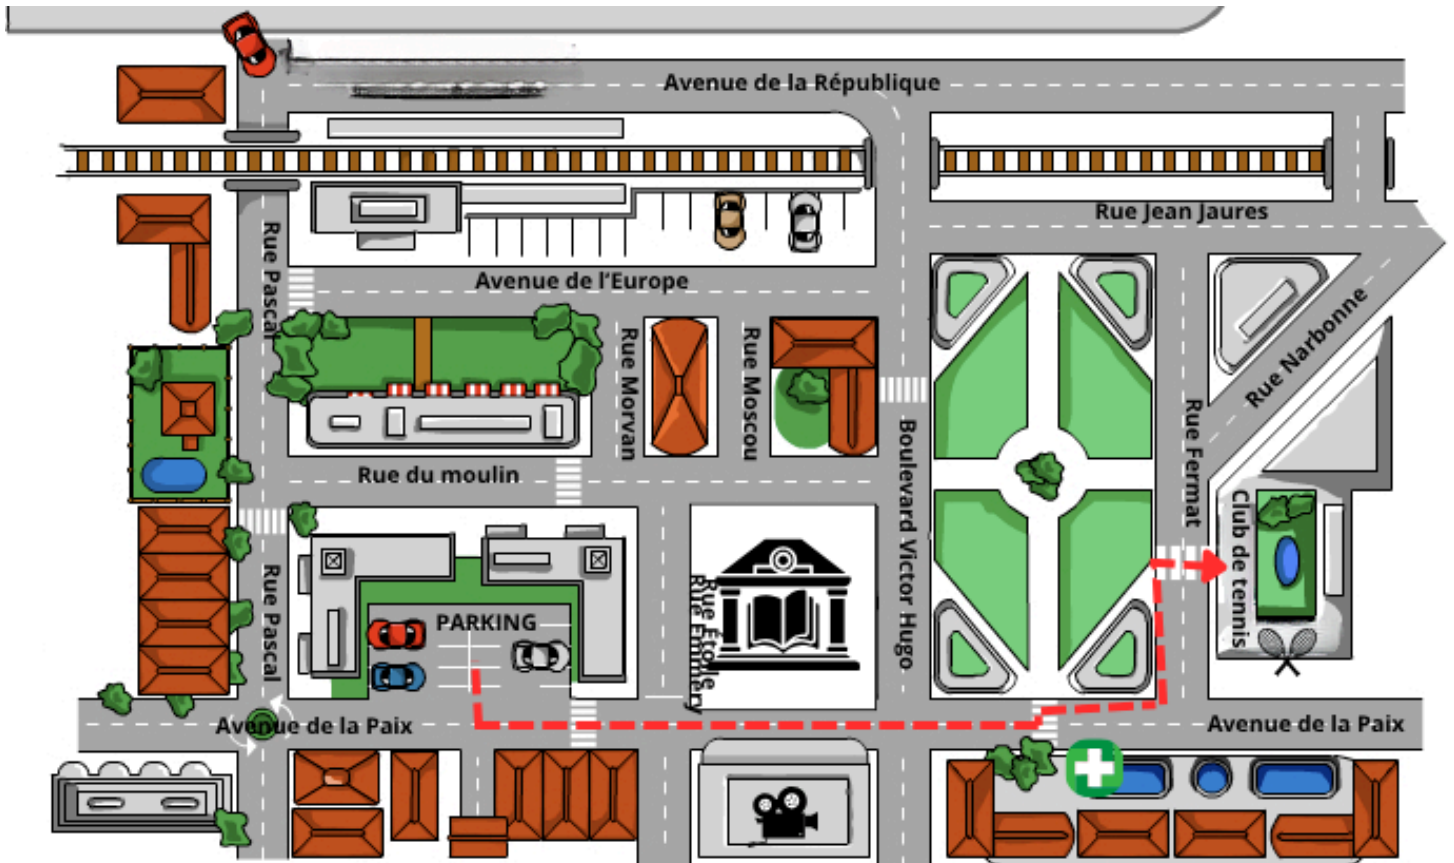 Avenue de la République
Rue Jean Jaures
Rue Pascal
Avenue de l'Europe
Rue Narbonne
Rue Morvan
Rue Moscou
Rue Fermat
Boulevard Victor Hugo
Rue du moulin
Club de tennis
Rue Pascal
PARKING
Rue Étoile
Rue Emmery
Avenue de la Paix
Avenue de la Paix